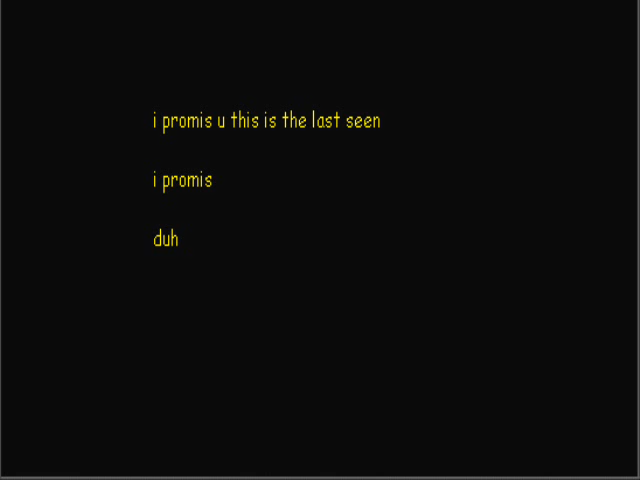 i promis u this is the last seen
i promis
duh